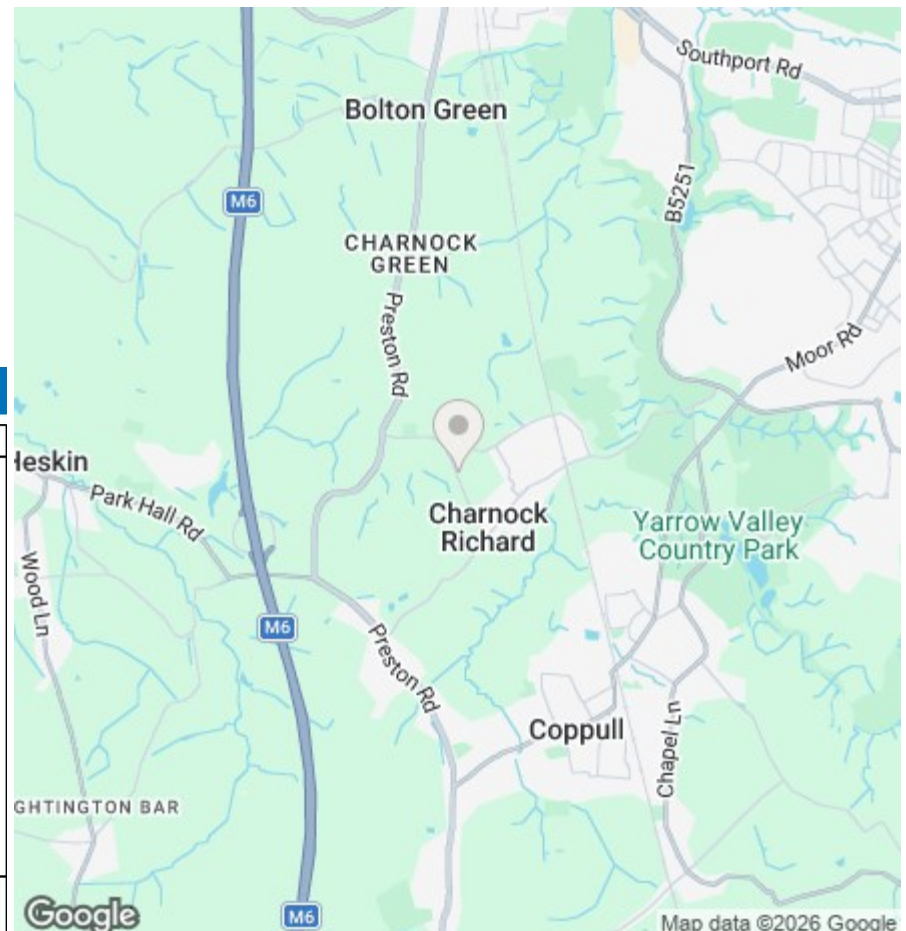 Southport Rd
Bolton Green
B5251
M6
CHARNOCK
GREEN
Preston Rd
Moor Rd
Heskin
Park Hall Rd
Charnock
Richard
Yarrow Valley
Country Park
Wood Ln
M6
Preston Rd
Coppull
Chapel Ln
GHTINGTON BAR
Google
M6
Map data ©2026 Google